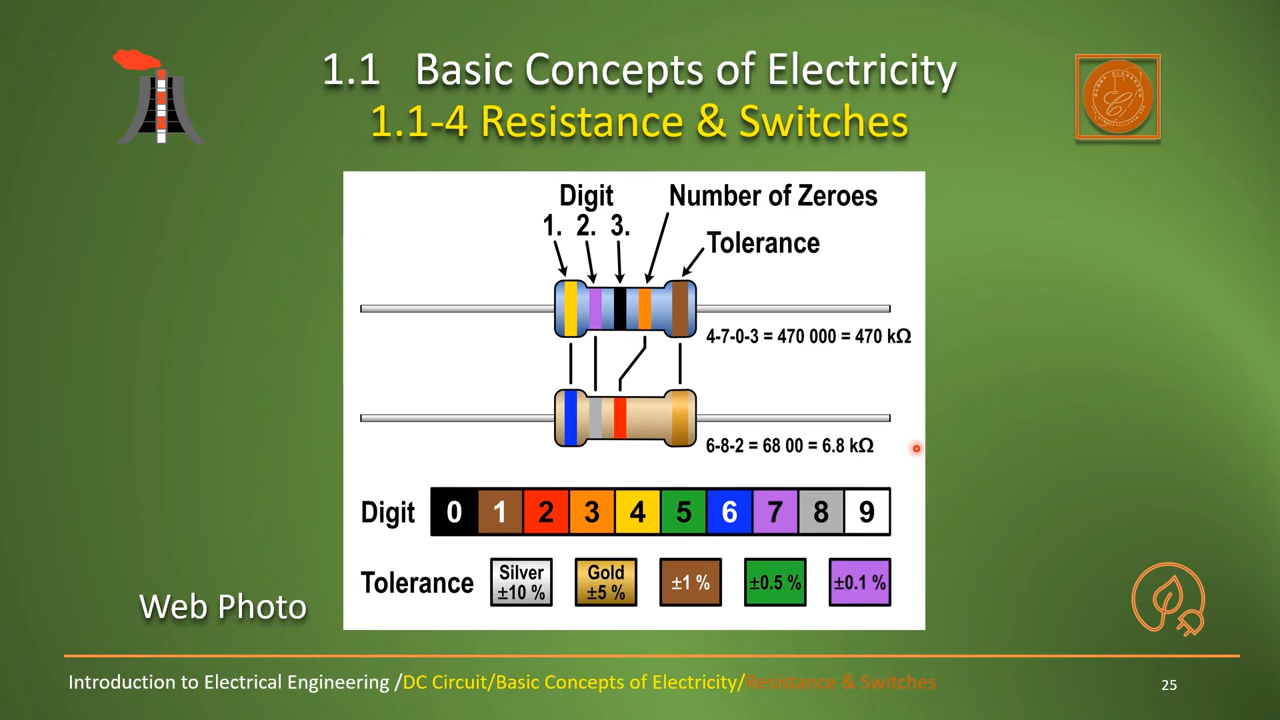 1.1 Basic Concepts of Electricity
1.1-4 Resistance & Switches
Digit
Number of Zeroes
1. 2. 3.
Tolerance
4-7-0-3 = 470 000 = 470 kΩ
6-8-2 = 68 00 = 6.8 kΩ
Digit 0 1 2 3 4 5 6 7 8 9
Tolerance
Silver ±10 %
Gold ±5 %
±1 %
±0.5 %
±0.1 %
Web Photo
Introduction to Electrical Engineering /DC Circuit/Basic Concepts of Electricity/Resistance & Switches
25